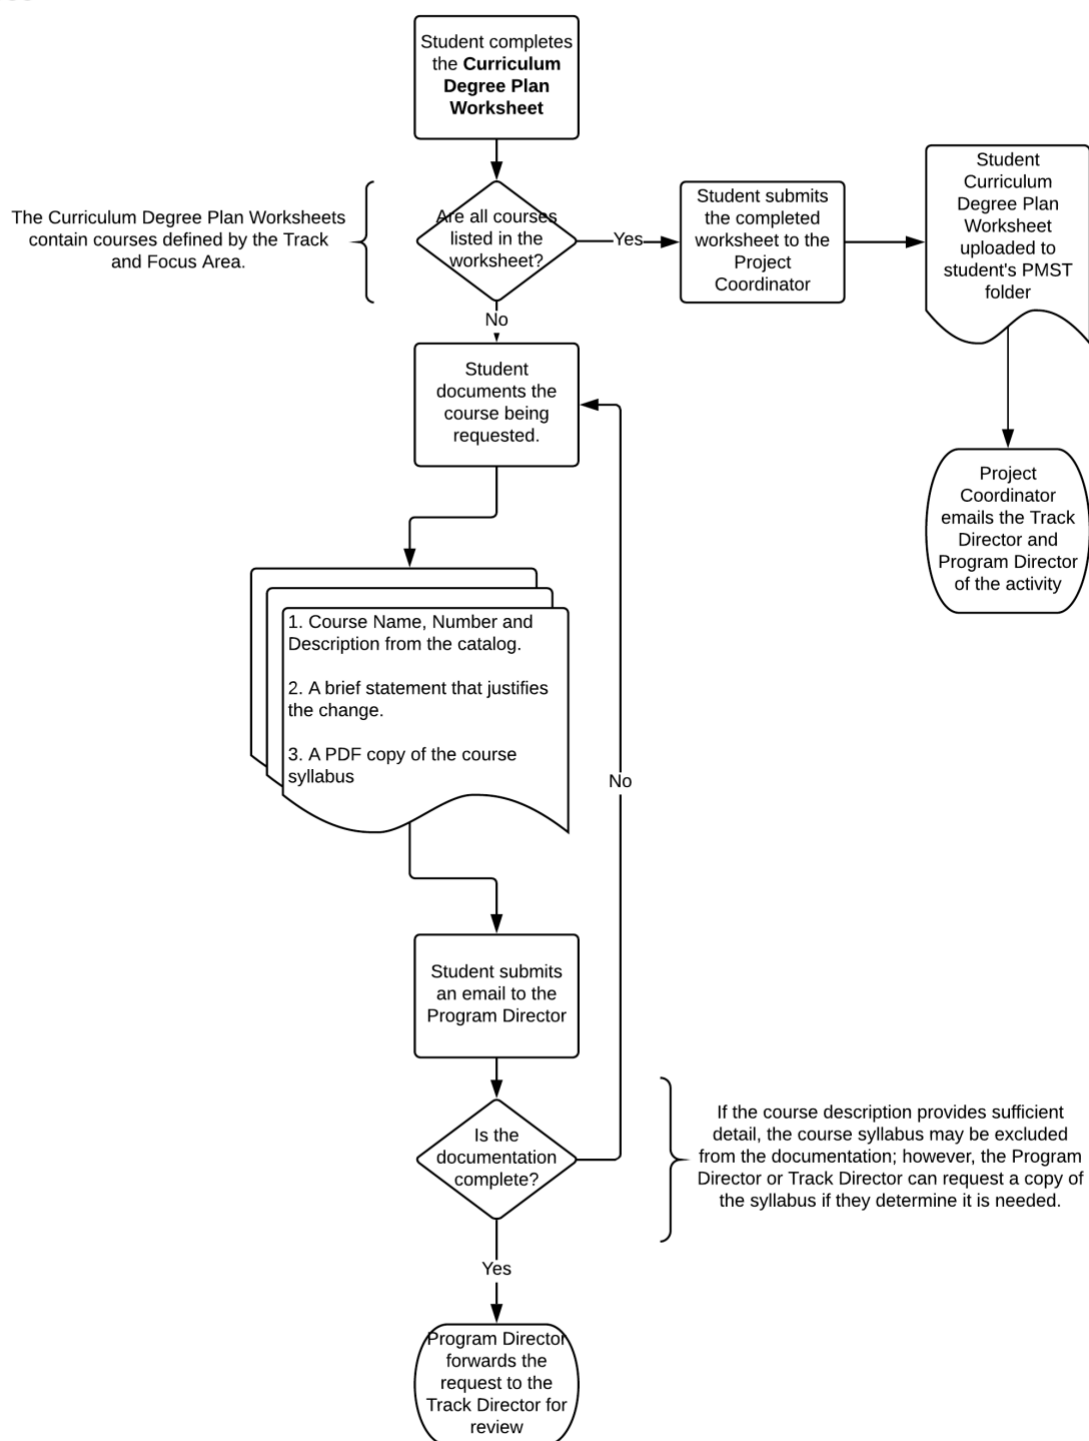 Student completes
the Curriculum
Degree Plan
Worksheet
The Curriculum Degree Plan Worksheets
contain courses defined by the Track
and Focus Area.
Are all courses
listed in the
worksheet?
Yes
Student submits
the completed
worksheet to the
Project
Coordinator
Student
Curriculum
Degree Plan
Worksheet
uploaded to
student's PMST
folder
No
Student
documents the
course being
requested.
Project
Coordinator
emails the Track
Director and
Program Director
of the activity
1. Course Name, Number and
Description from the catalog.
2. A brief statement that justifies
the change.
3. A PDF copy of the course
syllabus
No
Student submits
an email to the
Program Director
Is the
documentation
complete?
If the course description provides sufficient
detail, the course syllabus may be excluded
from the documentation; however, the Program
Director or Track Director can request a copy of
the syllabus if they determine it is needed.
Yes
Program Director
forwards the
request to the
Track Director for
review